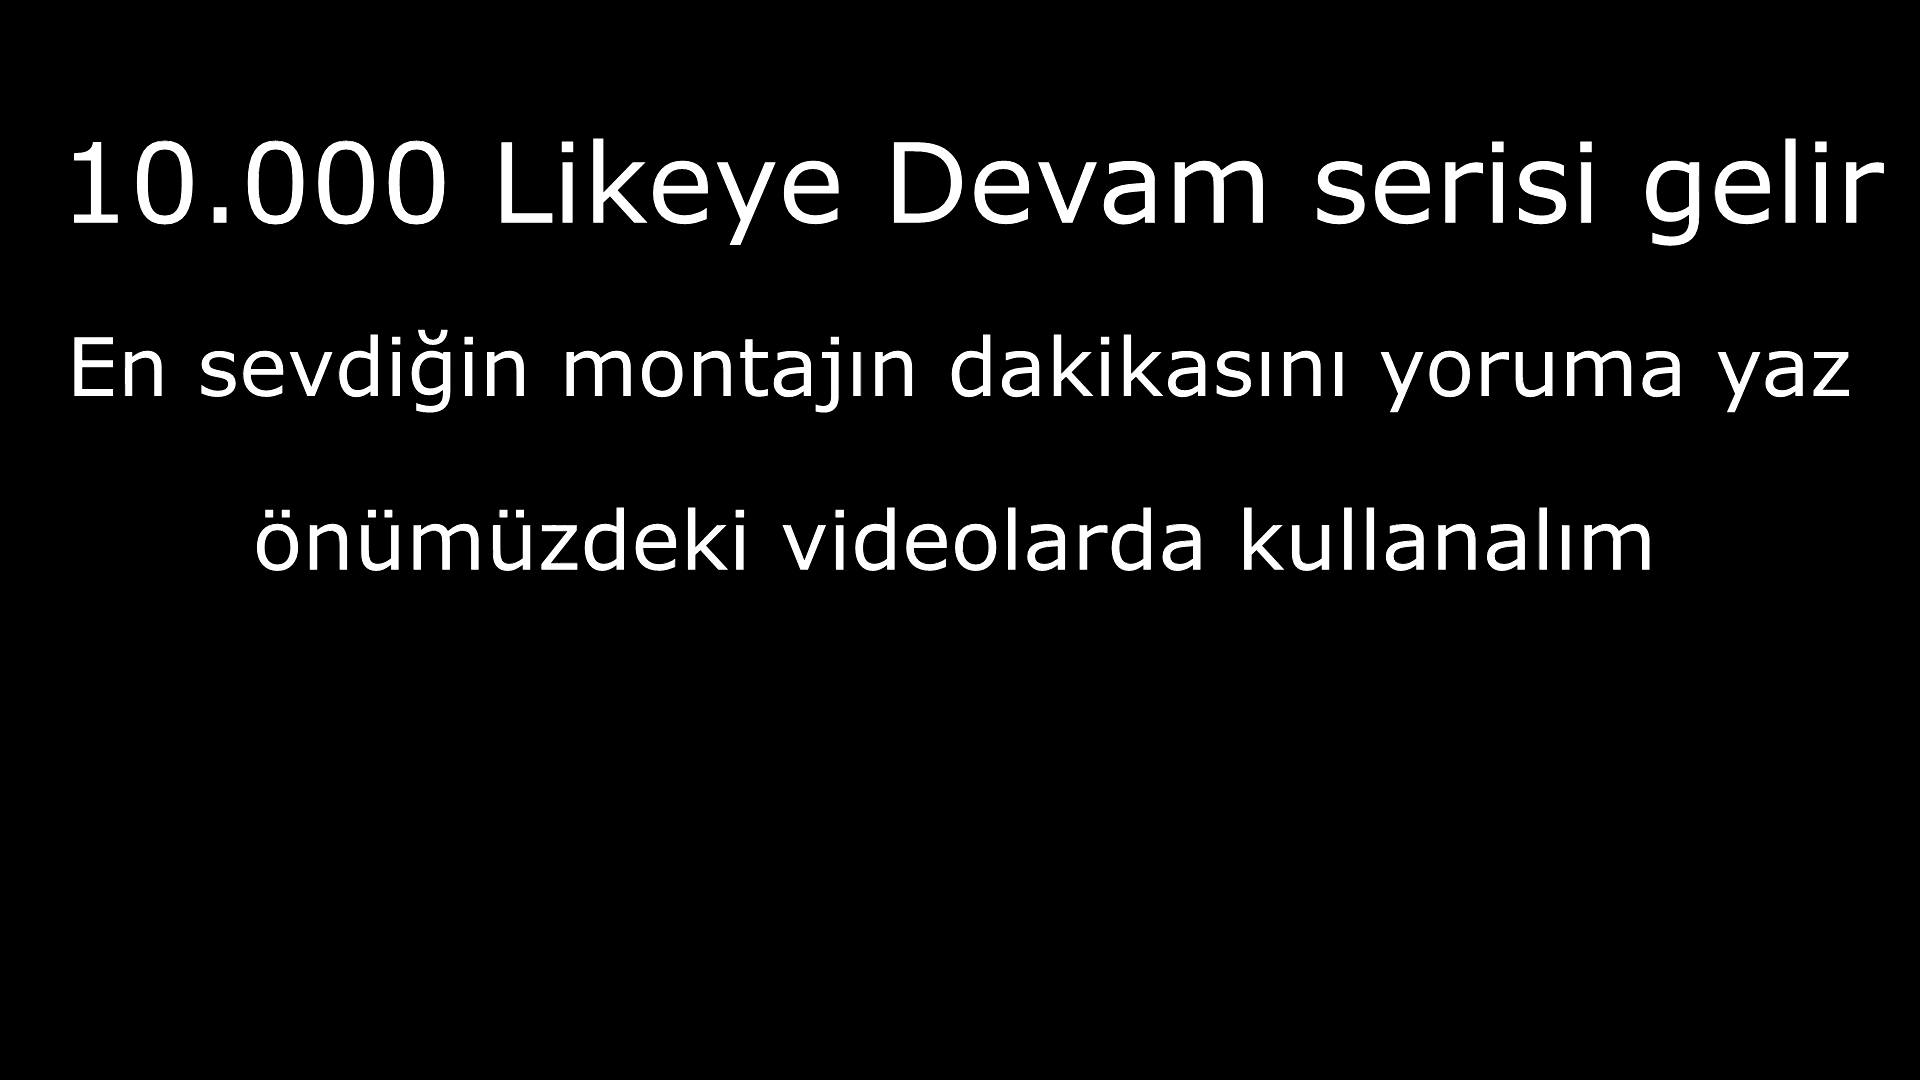 10.000 Likeye Devam serisi gelir
En sevdiğin montajın dakikasını yoruma yaz
önümüzdeki videolarda kullanalım